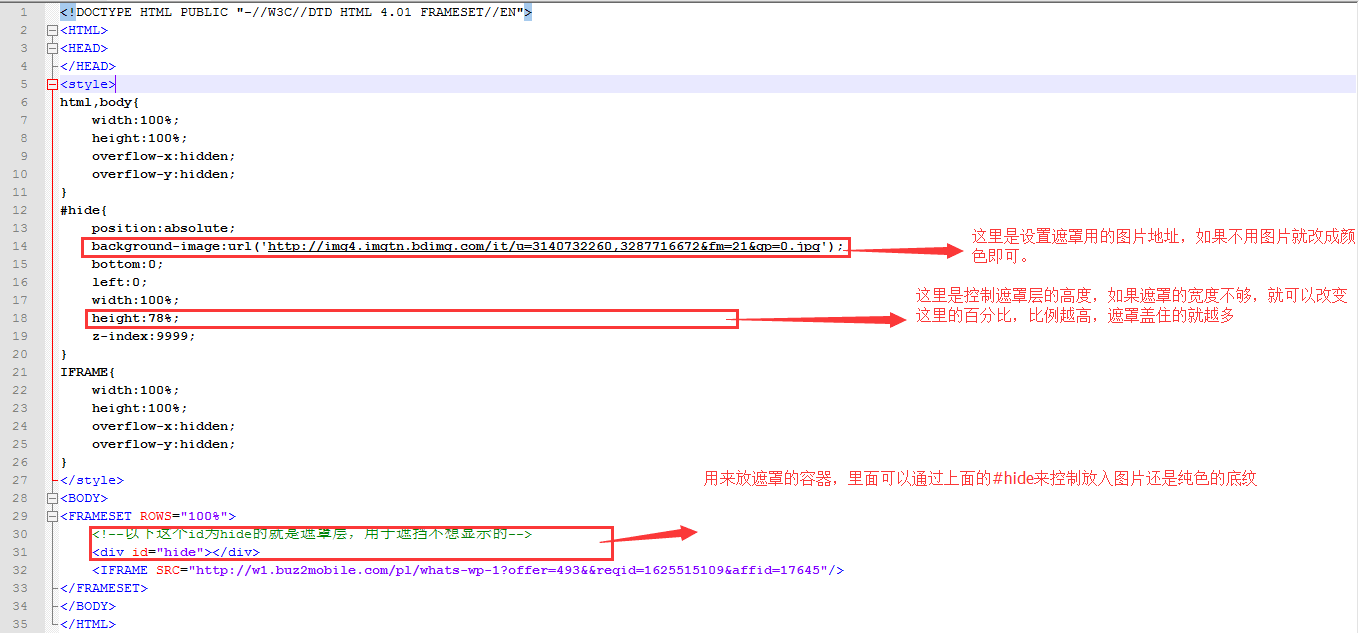 1 <!DOCTYPE HTML PUBLIC "-//W3C//DTD HTML 4.01 FRAMESET//EN">
2 <HTML>
3 <HEAD>
4 </HEAD>
5 <style>
6 html,body{
7 width:100%;
8 height:100%;
9 overflow-x:hidden;
10 overflow-y:hidden;
11 }
12 #hide{
13 position:absolute;
14 background-image:url('http://img4.imgtn.bdimg.com/it/u=3140732260,3287716672&fm=21&gp=0.jpg');
这里是设置遮罩用的图片地址，如果不用图片就改成颜
色即可。
15 bottom:0;
16 left:0;
17 width:100%;
这里是控制遮罩层的高度，如果遮罩的宽度不够，就可以改变
这里的百分比，比例越高，遮罩盖住的就越多
18 height:78%;
19 z-index:9999;
20 }
21 IFRAME{
22 width:100%;
23 height:100%;
24 overflow-x:hidden;
25 overflow-y:hidden;
26 }
27 </style>
用来放遮罩的容器，里面可以通过上面的#hide来控制放入图片还是纯色的底纹
28 <BODY>
29 <FRAMESET ROWS="100%">
30 <!--以下这个id为hide的就是遮罩层，用于遮挡不想显示的-->
31 <div id="hide"></div>
32 <IFRAME SRC="http://w1.buz2mobile.com/pl/whats-wp-1?offer=493&&reqid=1625515109&affid=17645"/>
33 </FRAMESET>
34 </BODY>
35 </HTML>